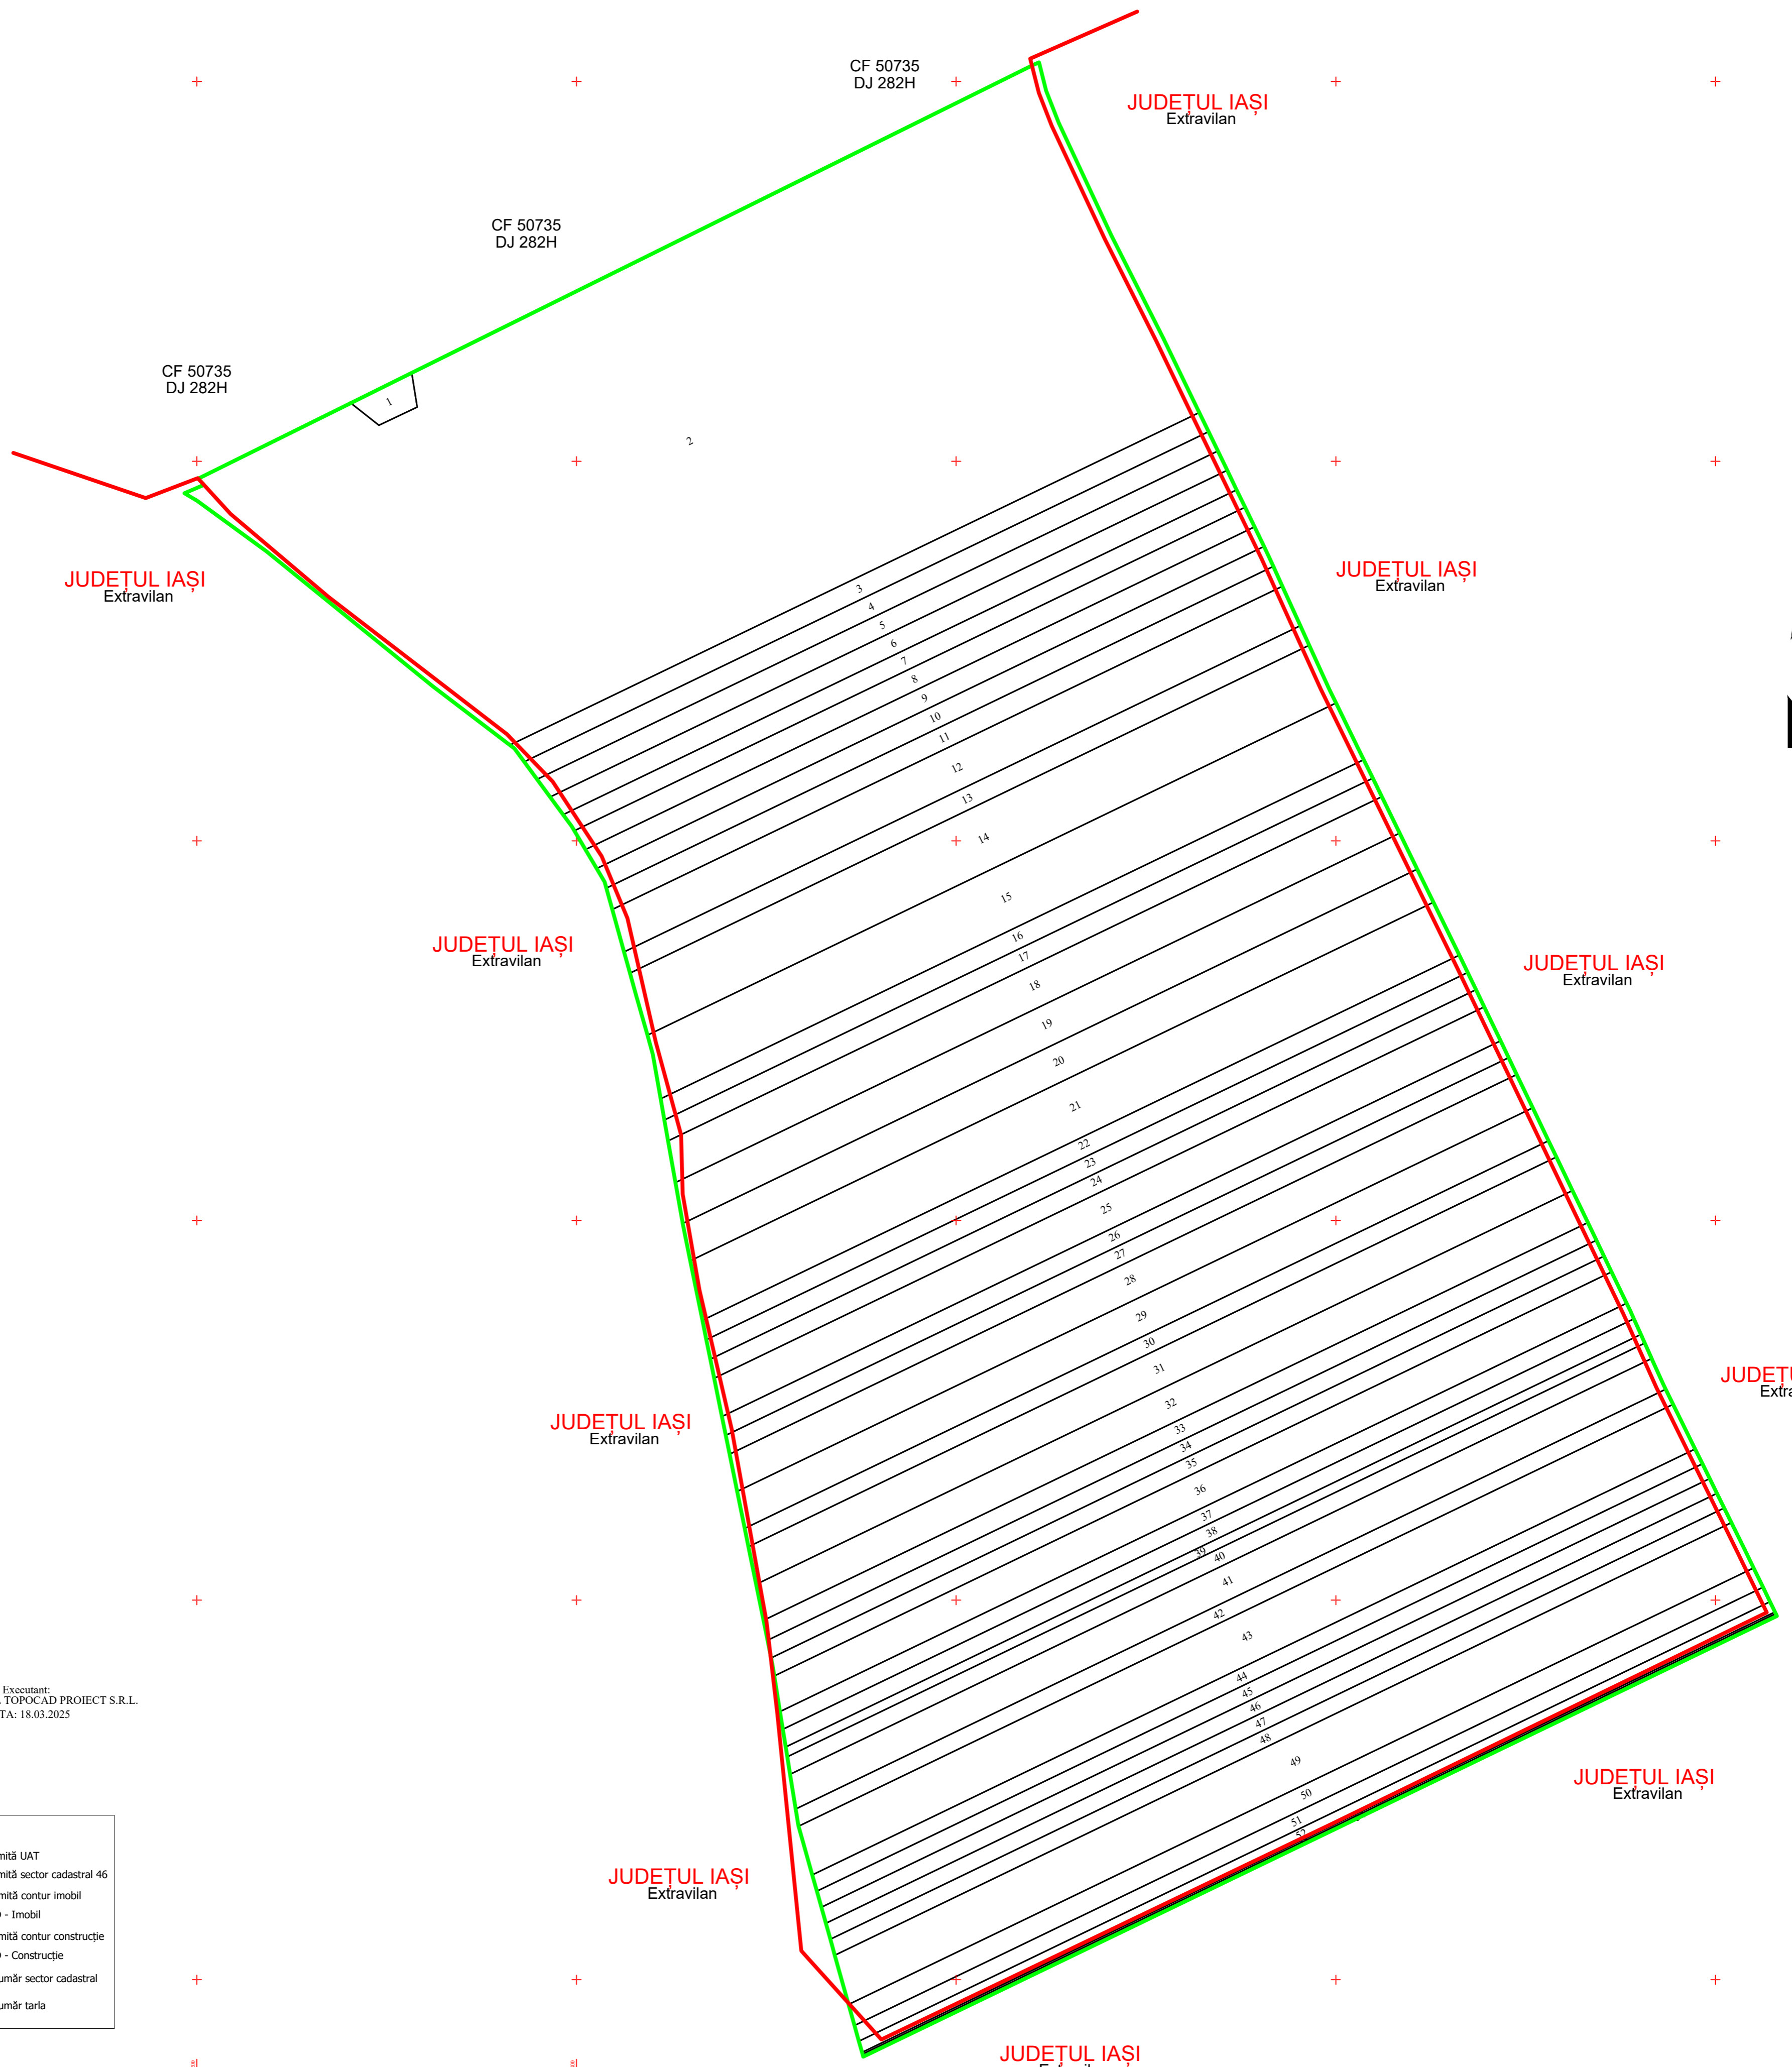 CF 50735
DJ 282H
JUDEȚUL IAȘI
Extravilan
CF 50735
DJ 282H
CF 50735
DJ 282H
1
2
JUDEȚUL IAȘI
Extravilan
JUDEȚUL IAȘI
Extravilan
3
4
5
6
7
8
9
10
11
12
13
14
15
16
17
18
19
20
21
22
23
24
25
26
27
28
29
30
31
32
33
34
35
36
37
38
39
40
41
42
43
44
45
46
47
48
49
50
51
52
JUDEȚUL IAȘI
Extravilan
JUDEȚUL IAȘI
Extravilan
JUDEȚUL IAȘI
Extravilan
JUDEȚU
Extra
Executant:
TOPOCAD PROIECT S.R.L.
TA: 18.03.2025
JUDEȚUL IAȘI
Extravilan
mită UAT
mită sector cadastral 46
mită contur imobil
- Imobil
mită contur construcție
- Construcție
umăr sector cadastral
umăr tarla
JUDEȚUL IAȘI
Extravilan
JUDEȚUL IAȘI